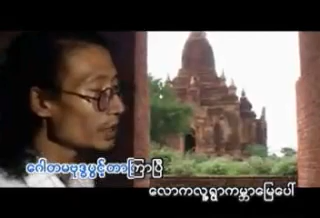 ဂေါတမဗုဒ္ဓပွင့်တာကြာပြီ
လောကလူ့ရွာကမ္ဘာမြေပေါ်